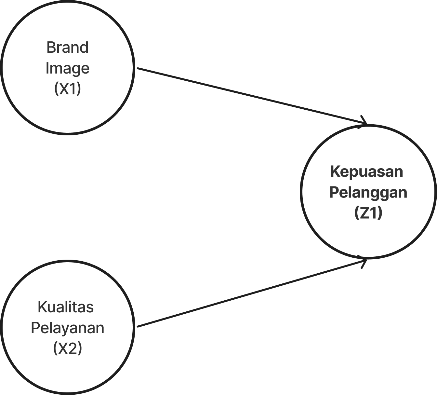 Brand
Image
(X1)
Kepuasan
Pelanggan
(Z1)
Kualitas
Pelayanan
(X2)